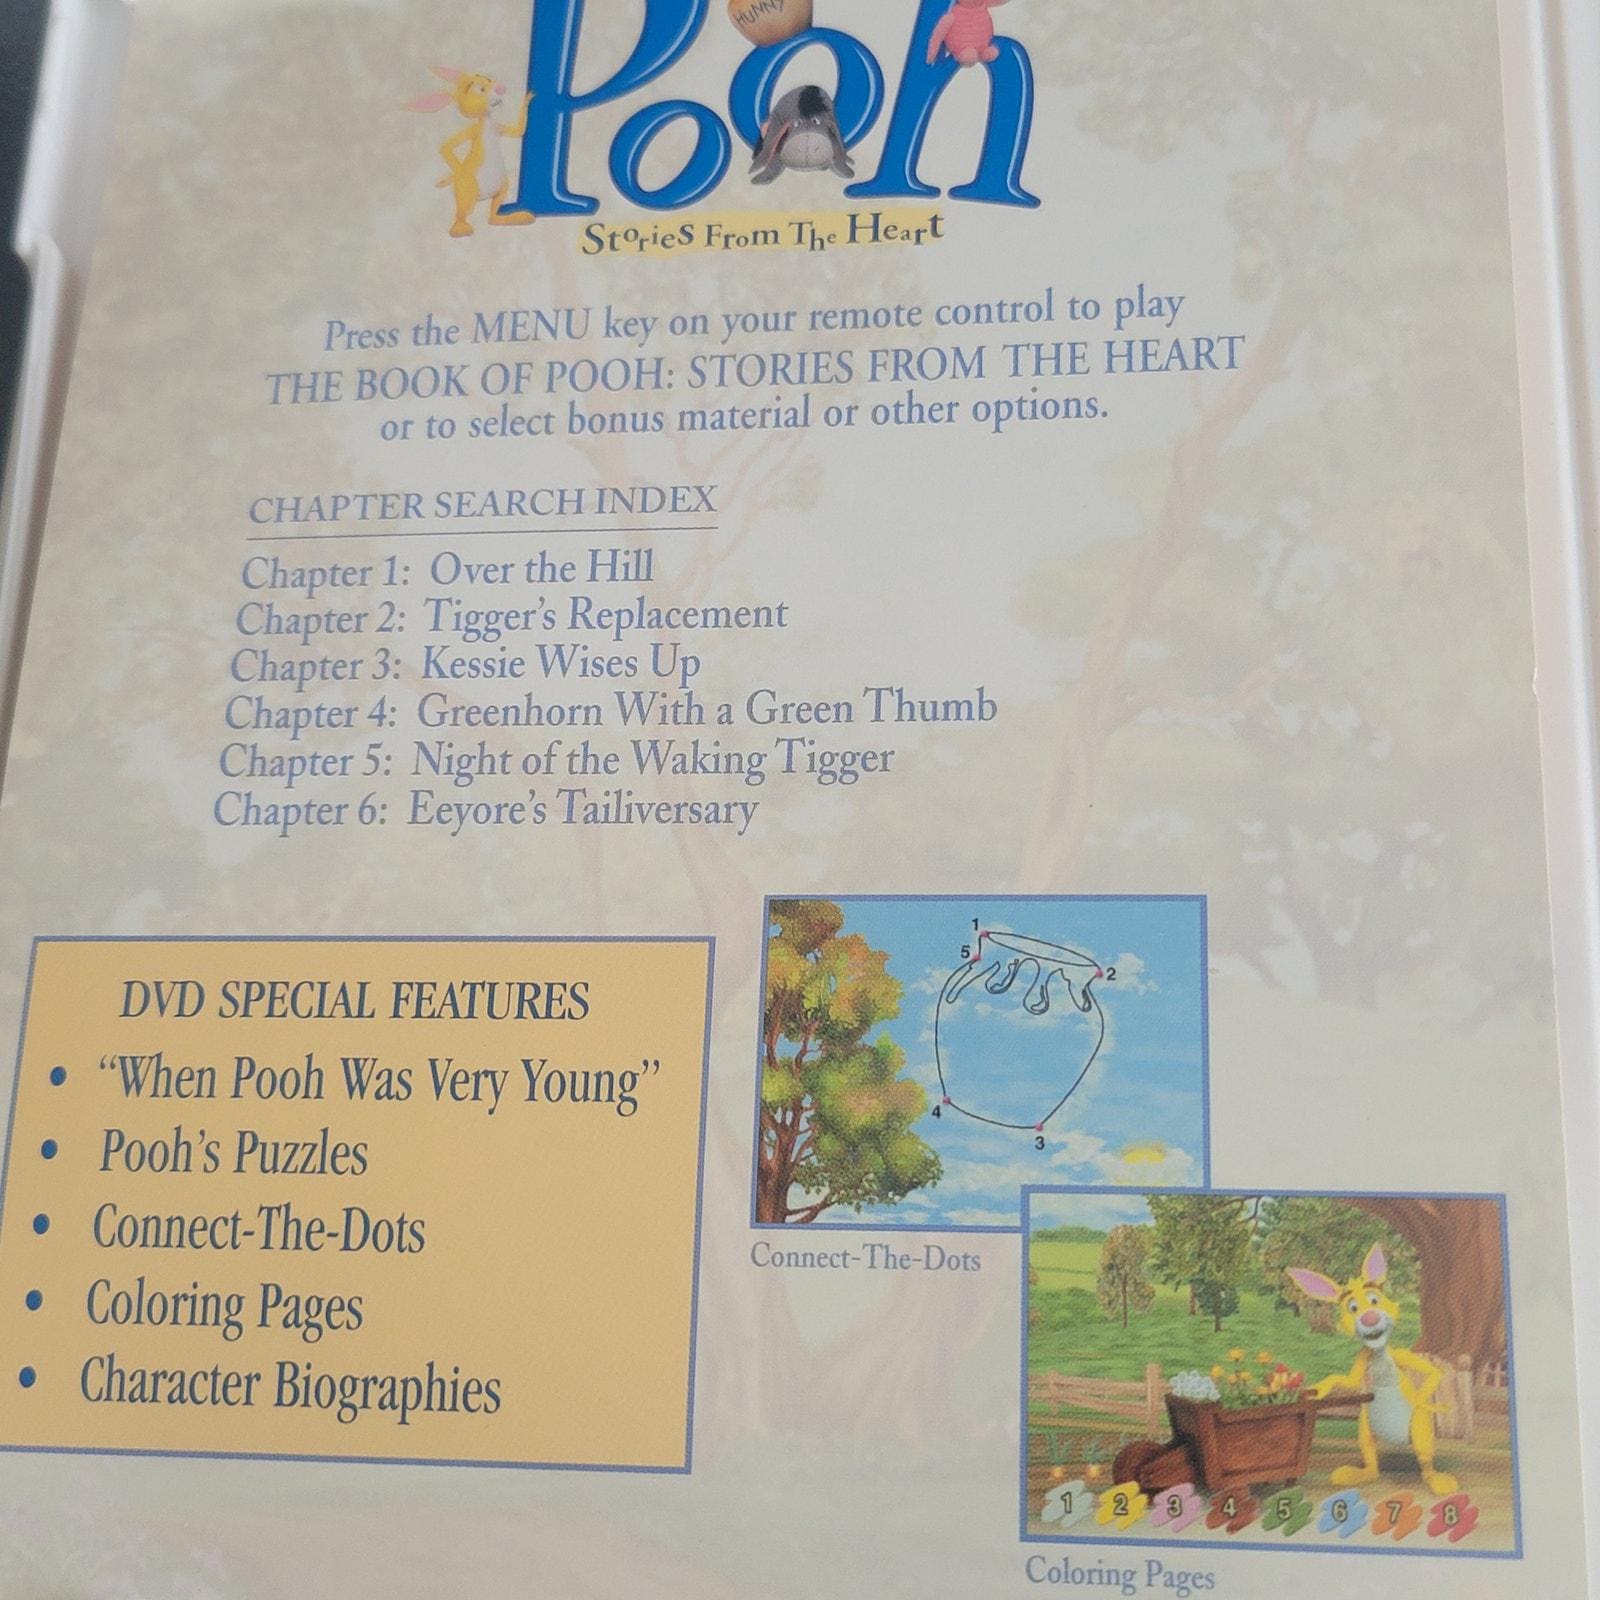 HUNNY
Pooh
Stories From The Heart
Press the MENU key on your remote control to play
THE BOOK OF POOH: STORIES FROM THE HEART
or to select bonus material or other options.
CHAPTER SEARCH INDEX
Chapter 1: Over the Hill
Chapter 2: Tigger's Replacement
Chapter 3: Kessie Wises Up
Chapter 4: Greenhorn With a Green Thumb
Chapter 5: Night of the Waking Tigger
Chapter 6: Eeyore's Tailiversary
DVD SPECIAL FEATURES
• “When Pooh Was Very Young”
• Pooh's Puzzles
• Connect-The-Dots
• Coloring Pages
• Character Biographies
1
5
2
4
3
Connect-The-Dots
1 2 3 4 5 6 7 8
Coloring Pages